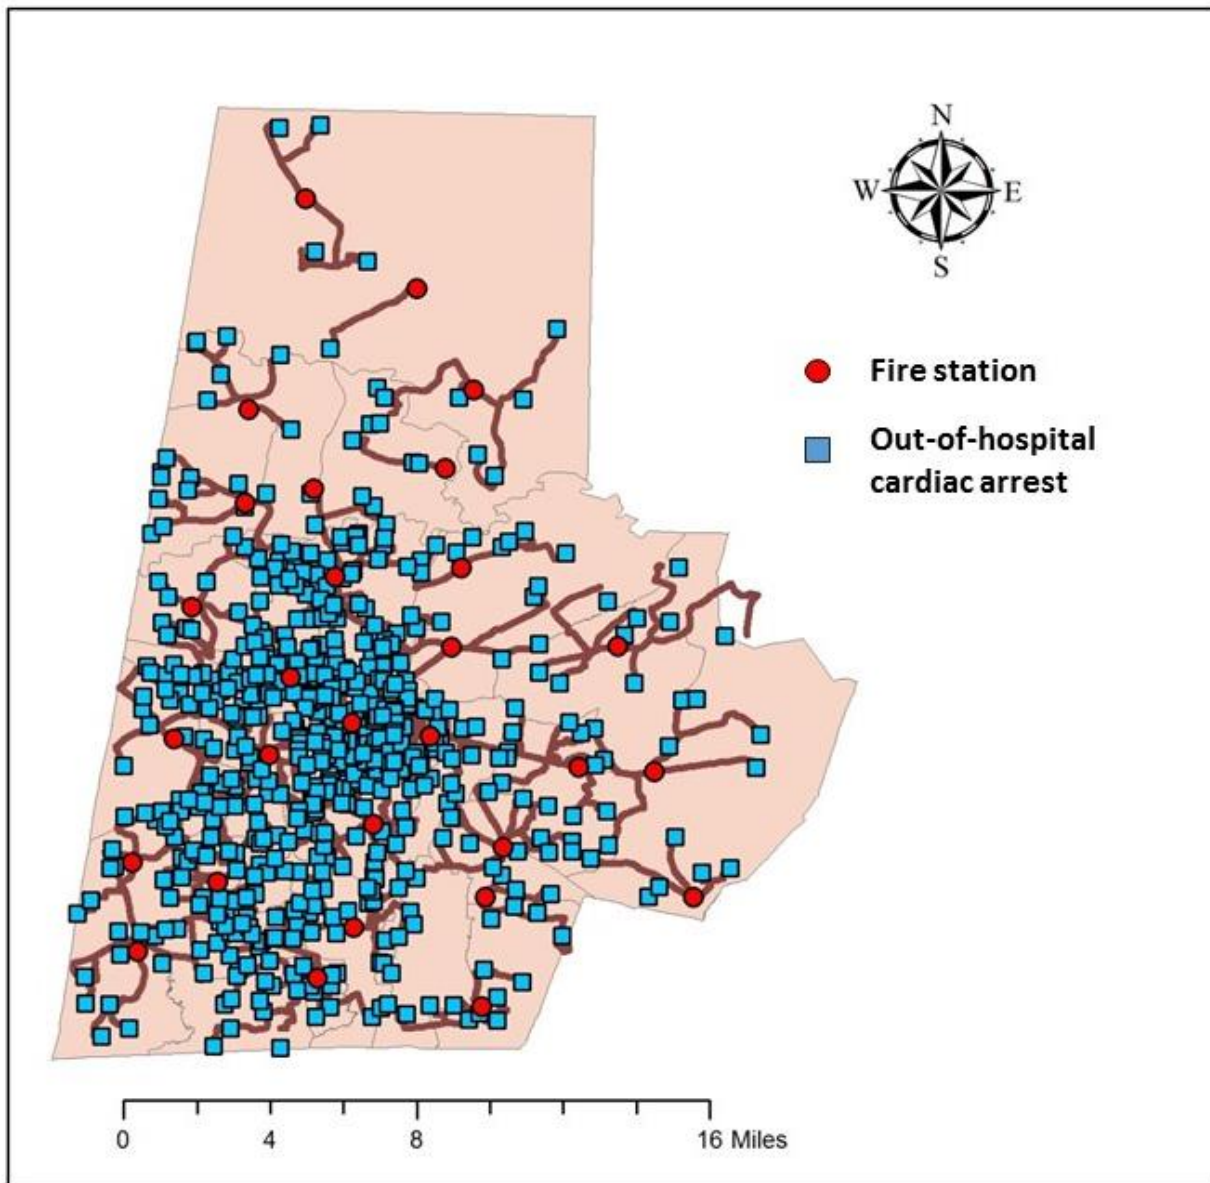 N
W E
S
Fire station
Out-of-hospital
cardiac arrest
0 4 8 16 Miles